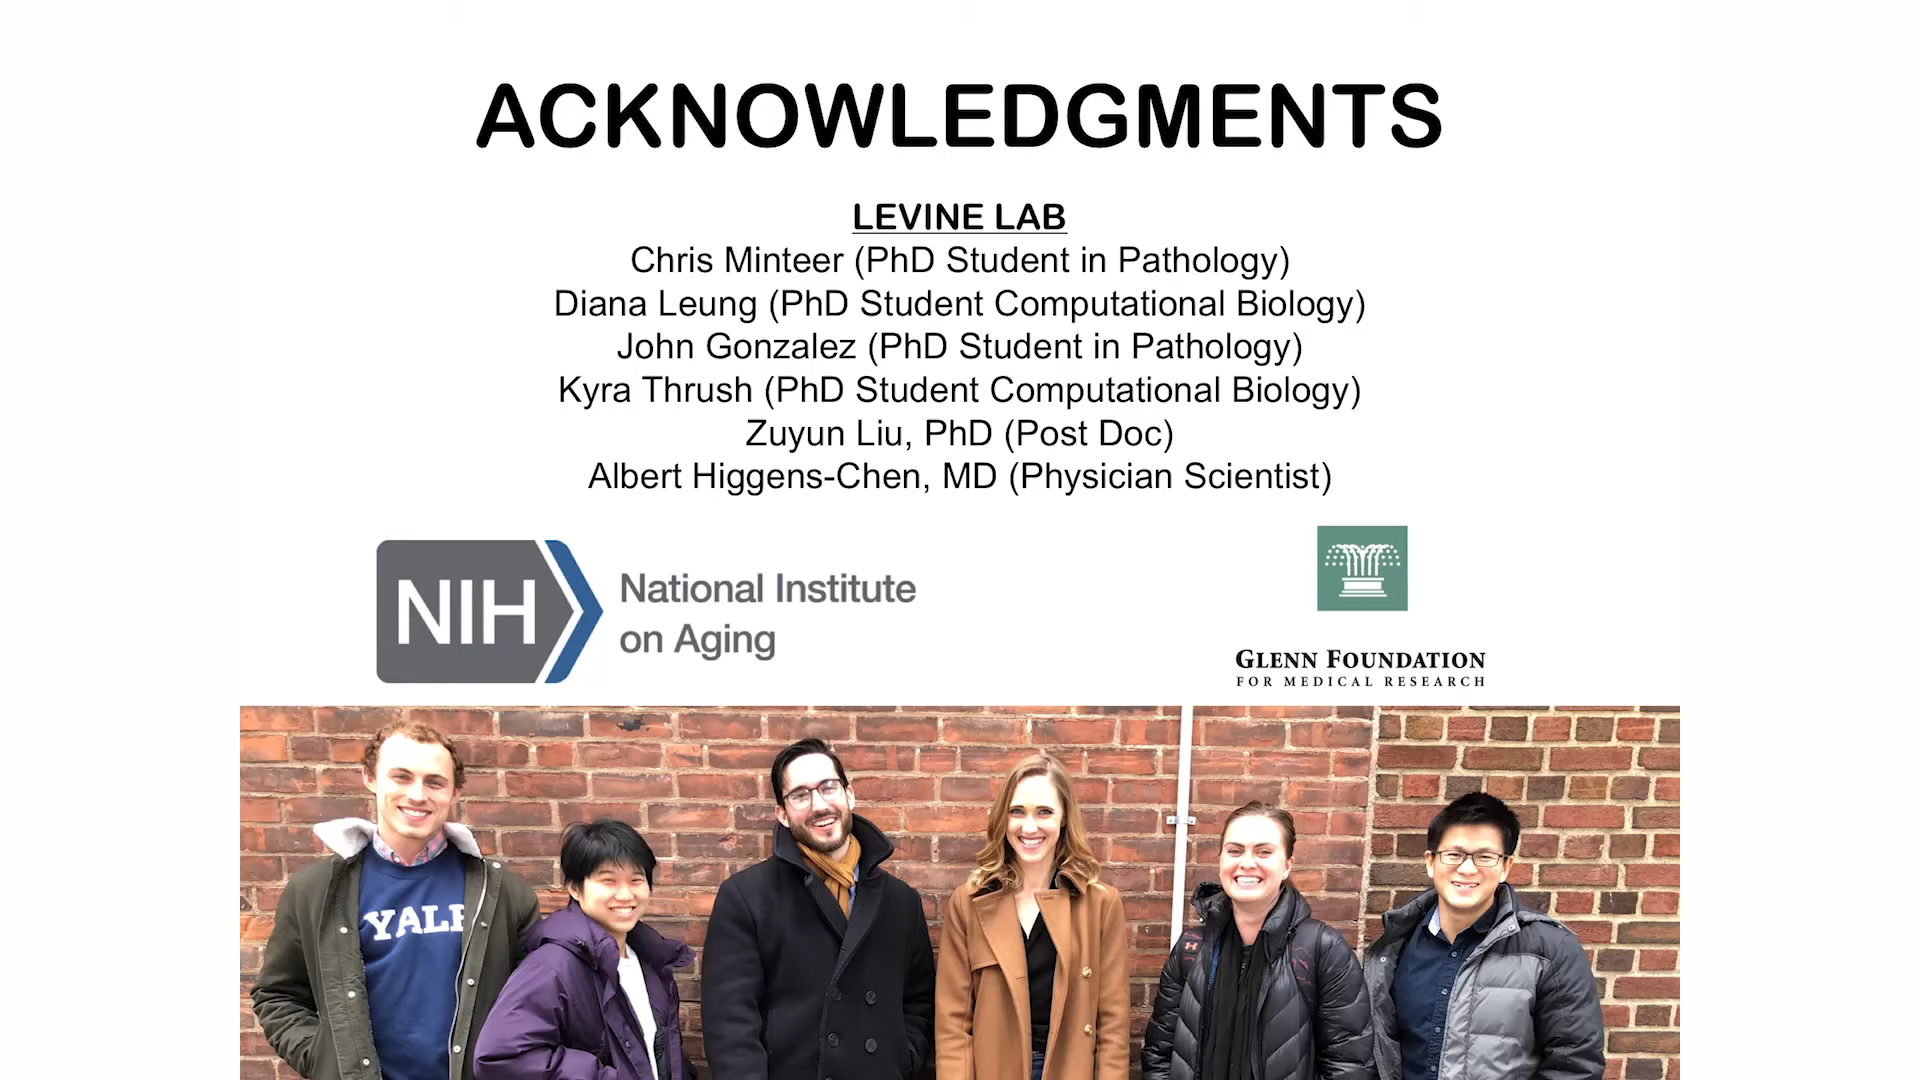 ACKNOWLEDGMENTS
LEVINE LAB
Chris Minteer (PhD Student in Pathology)
Diana Leung (PhD Student Computational Biology)
John Gonzalez (PhD Student in Pathology)
Kyra Thrush (PhD Student Computational Biology)
Zuyun Liu, PhD (Post Doc)
Albert Higgens-Chen, MD (Physician Scientist)
NIH National Institute
on Aging
GLENN FOUNDATION
FOR MEDICAL RESEARCH
YALE